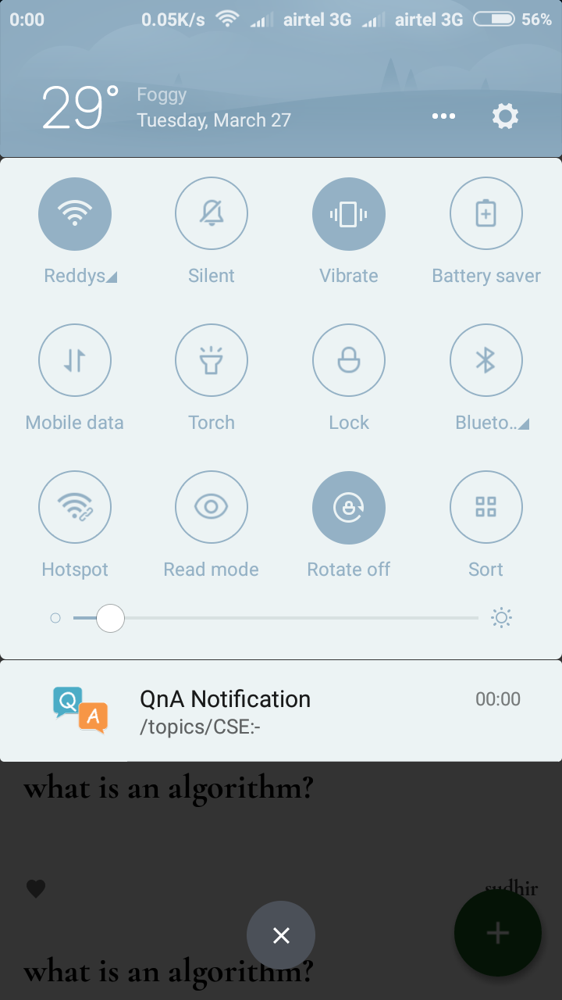 0:00 0.05K/s airtel 3G airtel 3G 56%
29° Foggy
Tuesday, March 27
Reddys Silent Vibrate Battery saver
Mobile data Torch Lock Blueto..
Hotspot Read mode Rotate off Sort
Q A
QnA Notification 00:00
/topics/CSE:-
what is an algorithm?
sudhir
what is an algorithm?